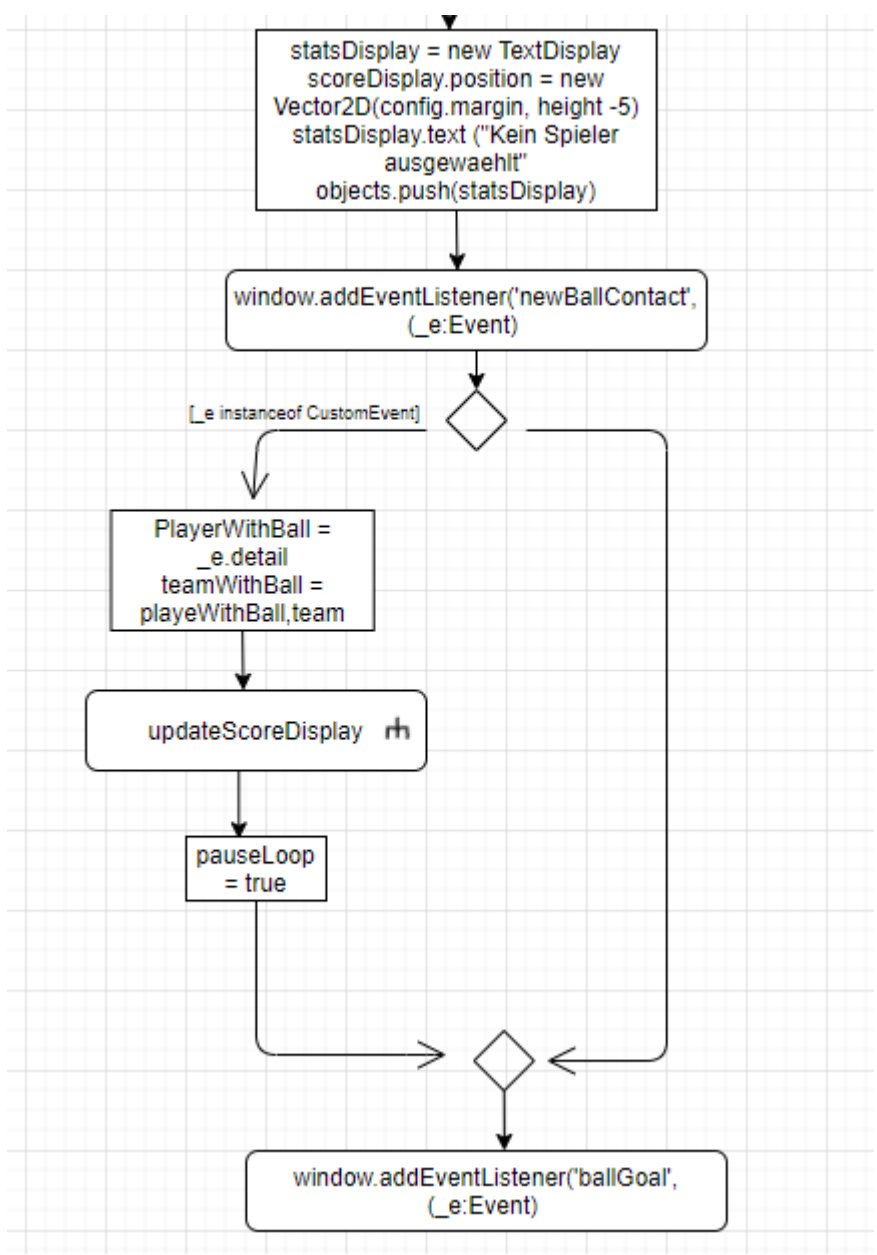 statsDisplay = new TextDisplay
scoreDisplay.position = new
Vector2D(config.margin, height -5)
statsDisplay.text ("Kein Spieler
ausgewaehlt"
objects.push(statsDisplay)
window.addEventListener('newBallContact',
(_e:Event)
[_e instanceof CustomEvent]
PlayerWithBall =
_e.detail
teamWithBall =
playeWithBall,team
updateScoreDisplay
pauseLoop
= true
window.addEventListener('ballGoal',
(_e:Event)